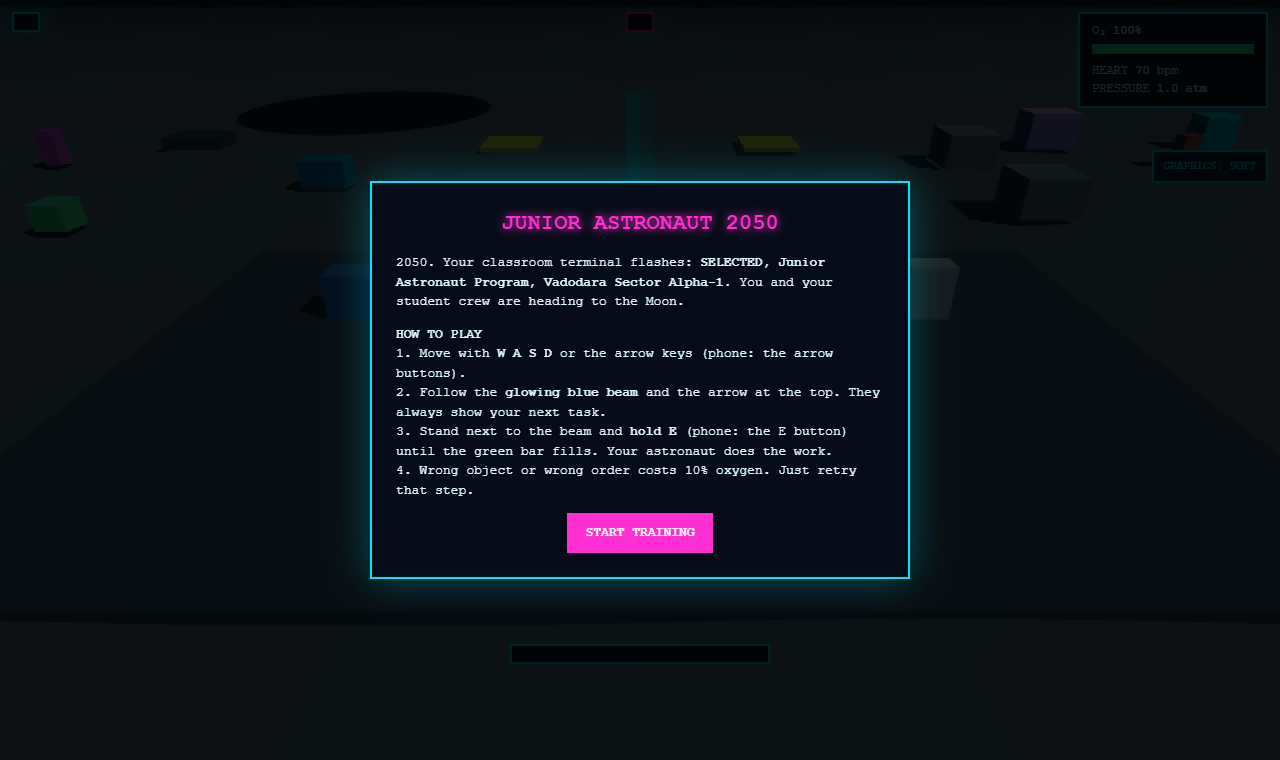 O₂ 100%
HEART 70 bpm
PRESSURE 1.0 atm
GRAPHICS: SOFT
JUNIOR ASTRONAUT 2050
2050. Your classroom terminal flashes: SELECTED, Junior
Astronaut Program, Vadodara Sector Alpha-1. You and your
student crew are heading to the Moon.
HOW TO PLAY
1. Move with W A S D or the arrow keys (phone: the arrow
buttons).
2. Follow the glowing blue beam and the arrow at the top. They
always show your next task.
3. Stand next to the beam and hold E (phone: the E button)
until the green bar fills. Your astronaut does the work.
4. Wrong object or wrong order costs 10% oxygen. Just retry
that step.
START TRAINING